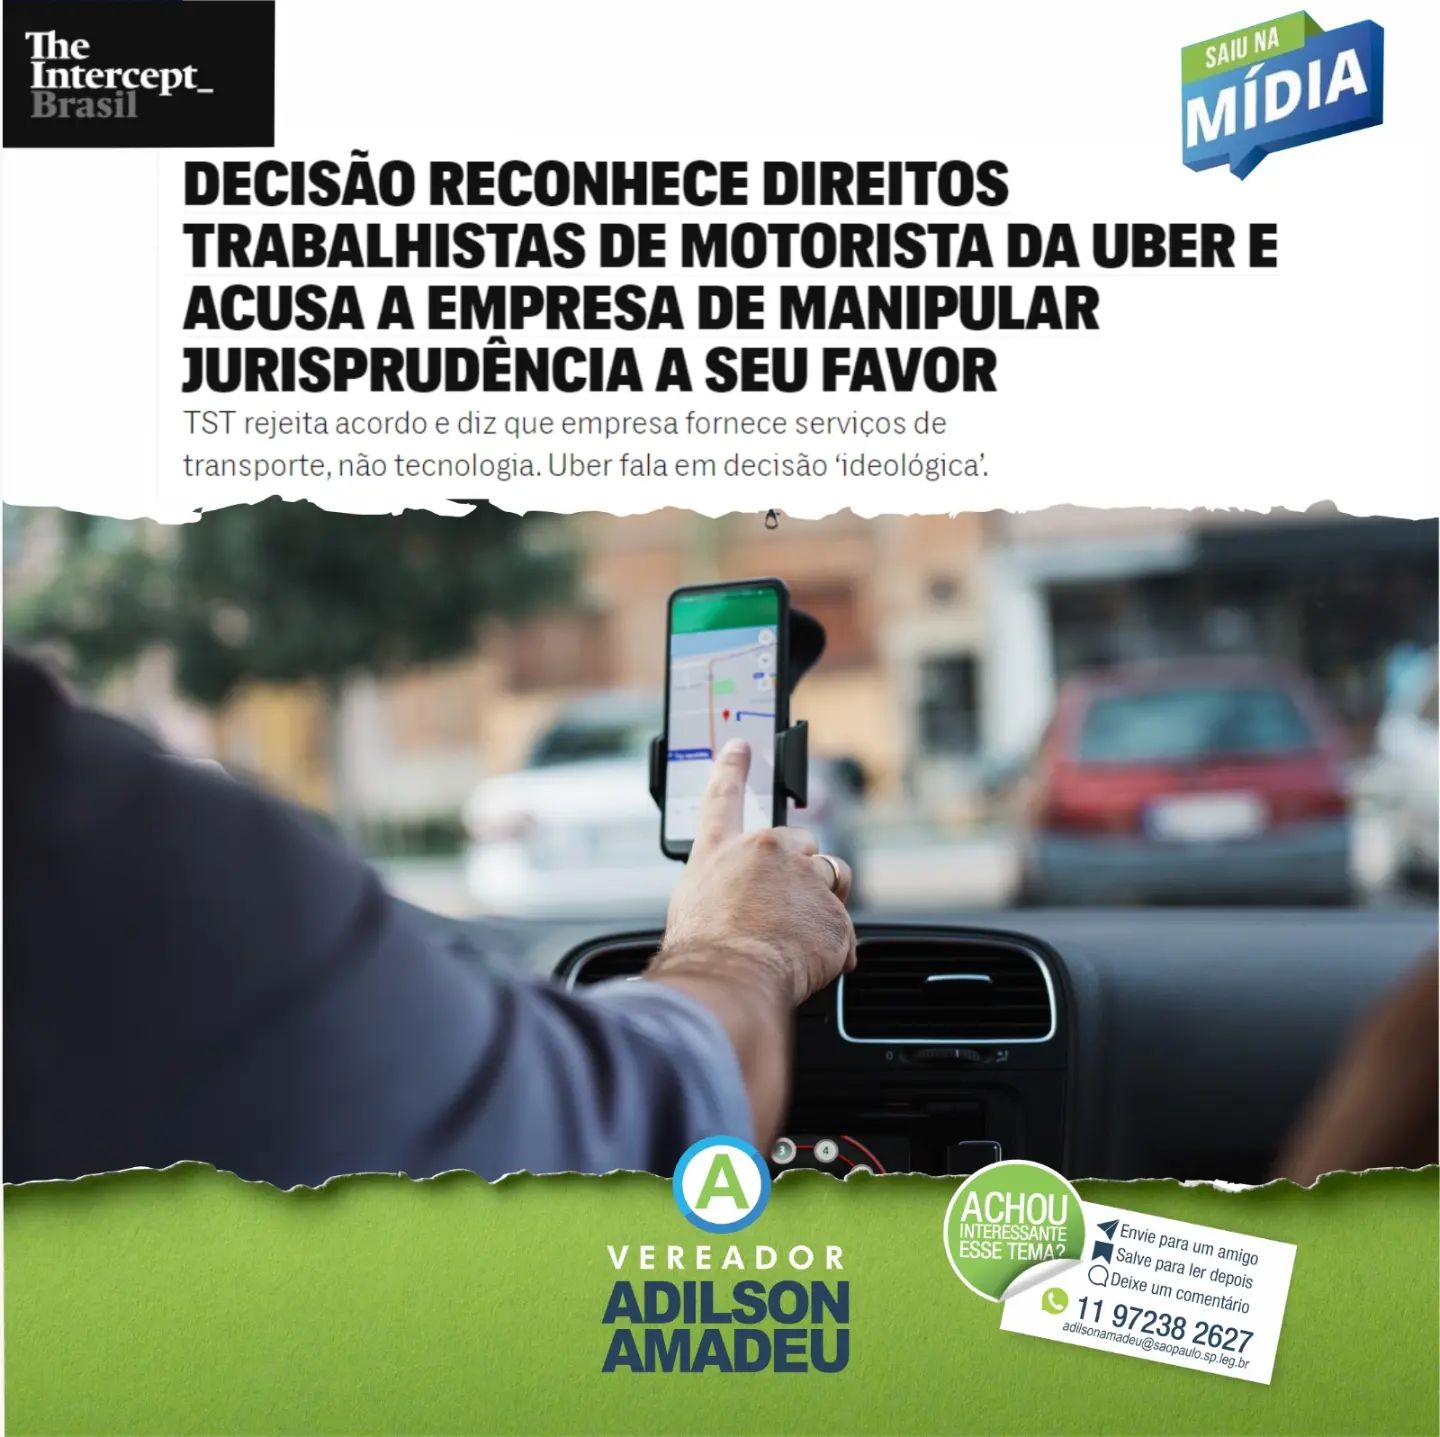 The
Intercept_
Brasil
SAIU NA
MÍDIA
DECISÃO RECONHECE DIREITOS
TRABALHISTAS DE MOTORISTA DA UBER E
ACUSA A EMPRESA DE MANIPULAR
JURISPRUDÊNCIA A SEU FAVOR
TST rejeita acordo e diz que empresa fornece serviços de
transporte, não tecnologia. Uber fala em decisão ‘ideológica’.
0
3
4
A
VEREADOR
ADILSON
AMADEU
ACHOU
INTERESSANTE
ESSE TEMA?
Envie para um amigo
Salve para ler depois
Deixe um comentário
11 97238 2627
adilsonamadeu@saopaulo.sp.leg.br